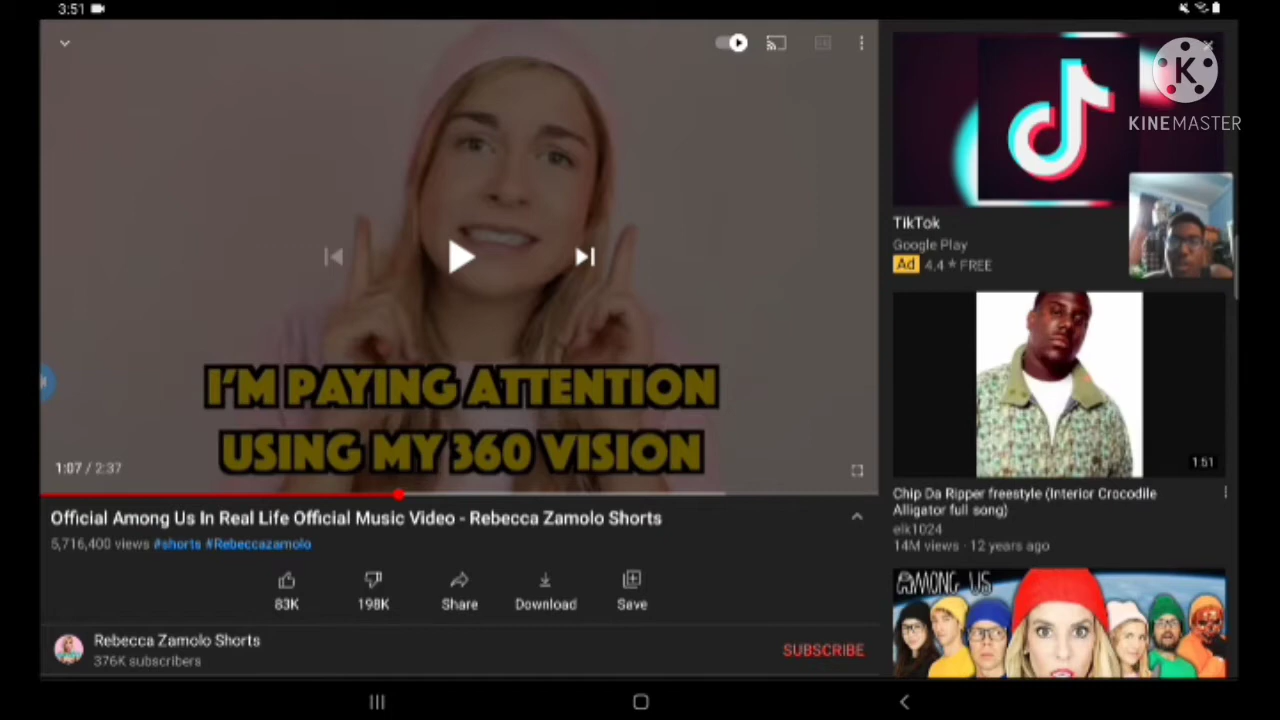 3:51
I'M PAYING ATTENTION
USING MY 360 VISION
1:07 / 2:37
Official Among Us In Real Life Official Music Video - Rebecca Zamolo Shorts
5,716,400 views #shorts #Rebeccazamolo
83K
198K
Share
Download
Save
Rebecca Zamolo Shorts
376K subscribers
SUBSCRIBE
K
KINEMASTER
TikTok
Google Play
Ad 4.4 ★ FREE
1:51
Chip Da Ripper freestyle (Interior Crocodile
Alligator full song)
elk1024
14M views · 12 years ago
AMONG US